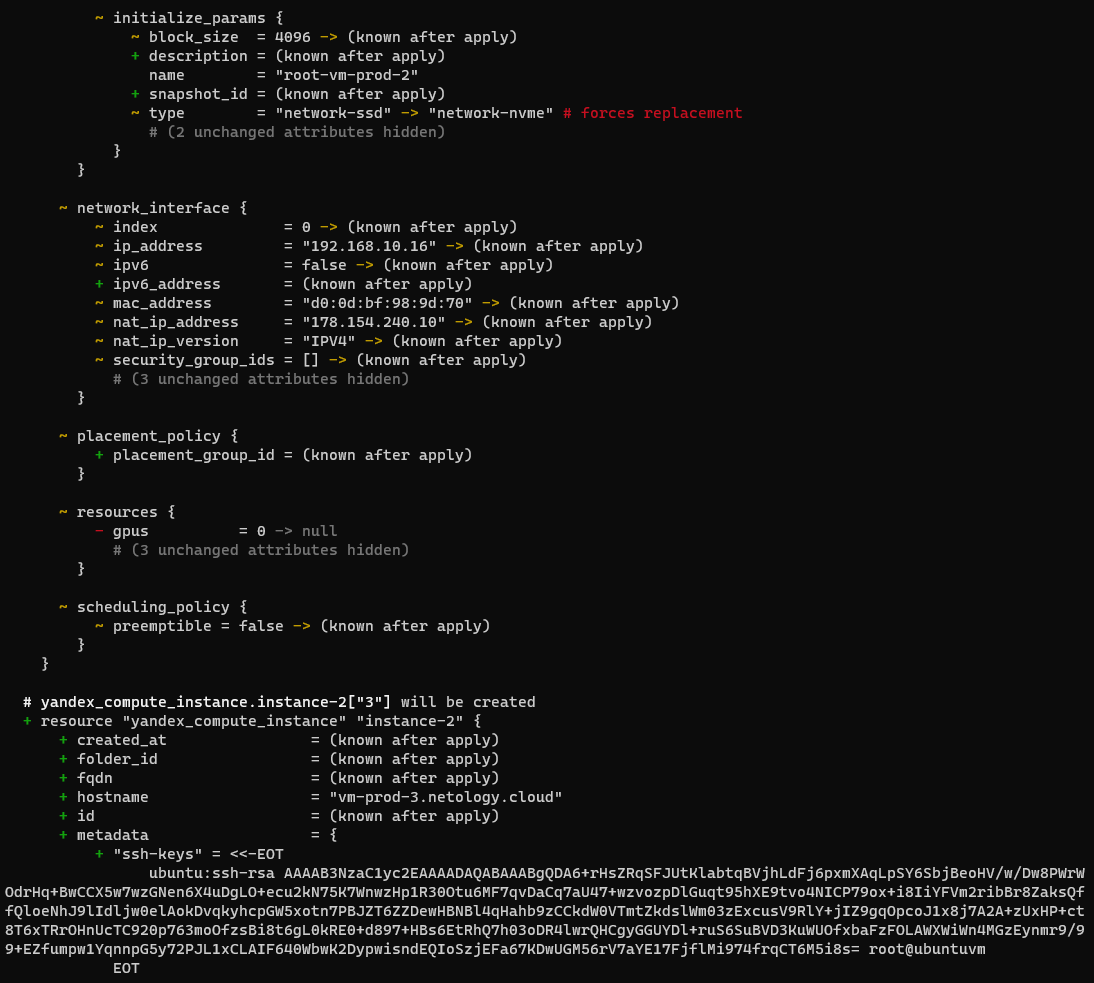 ~ initialize_params {
~ block_size  = 4096 -> (known after apply)
+ description = (known after apply)
name        = "root-vm-prod-2"
+ snapshot_id = (known after apply)
~ type        = "network-ssd" -> "network-nvme" # forces replacement
# (2 unchanged attributes hidden)
}
}
~ network_interface {
~ index              = 0 -> (known after apply)
~ ip_address         = "192.168.10.16" -> (known after apply)
~ ipv6               = false -> (known after apply)
+ ipv6_address       = (known after apply)
~ mac_address        = "d0:0d:bf:98:9d:70" -> (known after apply)
~ nat_ip_address     = "178.154.240.10" -> (known after apply)
~ nat_ip_version     = "IPV4" -> (known after apply)
~ security_group_ids = [] -> (known after apply)
# (3 unchanged attributes hidden)
}
~ placement_policy {
+ placement_group_id = (known after apply)
}
~ resources {
- gpus          = 0 -> null
# (3 unchanged attributes hidden)
}
~ scheduling_policy {
~ preemptible = false -> (known after apply)
}
}
# yandex_compute_instance.instance-2["3"] will be created
+ resource "yandex_compute_instance" "instance-2" {
+ created_at                = (known after apply)
+ folder_id                 = (known after apply)
+ fqdn                      = (known after apply)
+ hostname                  = "vm-prod-3.netology.cloud"
+ id                        = (known after apply)
+ metadata                  = {
+ "ssh-keys" = <<-EOT
ubuntu:ssh-rsa AAAAB3NzaC1yc2EAAAADAQABAAABgQDA6+rHsZRqSFJUtKlabtqBVjhLdFj6pxmXAqLpSY6SbjBeoHV/w/Dw8PWrW
OdrHq+BwCCX5w7wzGNen6X4uDgLO+ecu2kN75K7WnwzHp1R30Otu6MF7qvDaCq7aU47+wzvozpDlGuqt95hXE9tvo4NICP79ox+i8IiYFVm2ribBr8ZaksQf
fQloeNhJ9lIdljw0elAokDvqkyhcpGW5xotn7PBJZT6ZZDewHBNBl4qHahb9zCCkdW0VTmtZkdslWm03zExcusV9RlY+jIZ9gqOpcoJ1x8j7A2A+zUxHP+ct
8T6xTRrOHnUcTC920p763moOfzsBi8t6gL0kRE0+d897+HBs6EtRhQ7h03oDR4lwrQHCgyGGUYDl+ruS6SuBVD3KuWUOfxbaFzFOLAWXWiWn4MGzEynmr9/9
9+EZfumpw1YqnnpG5y72PJL1xCLAIF640WbwK2DypwisndEQIoSzjEFa67KDwUGM56rV7aYE17FjflMi974frqCT6M5i8s= root@ubuntuvm
EOT